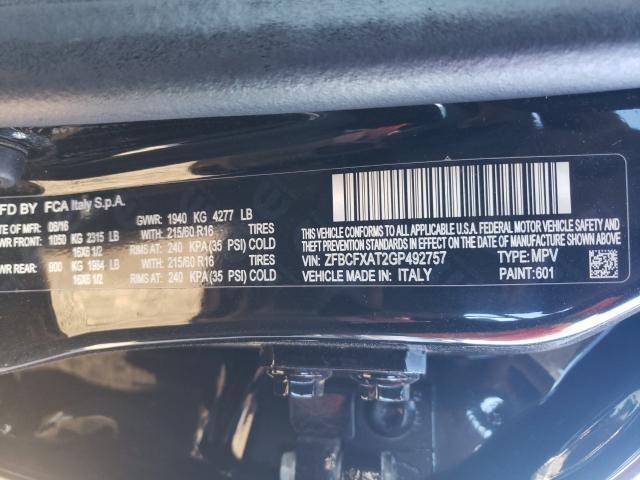 FD BY FCA Italy S.p.A.
GVWR: 1940 KG 4277 LB
OF MFR: 06/16
WR FRONT: 1050 KG 2315 LB WITH 215/60 R16 TIRES
16X6 1/2 RIMS AT: 240 KPA (35 PSI) COLD
WR REAR: 900 KG 1984 LB WITH 215/60 R16 TIRES
16X6 1/2 RIMS AT: 240 KPA (35 PSI) COLD
THIS VEHICLE CONFORMS TO ALL APPLICABLE U.S.A. FEDERAL MOTOR VEHICLE SAFETY,
BUMPER, AND THEFT PREVENTION STANDARDS IN EFFECT ON THE DATE OF MANUFACTURE SHOWN ABOVE.
VIN: ZFBCFXAT2GP492757 TYPE: MPV
VEHICLE MADE IN: ITALY PAINT: 601